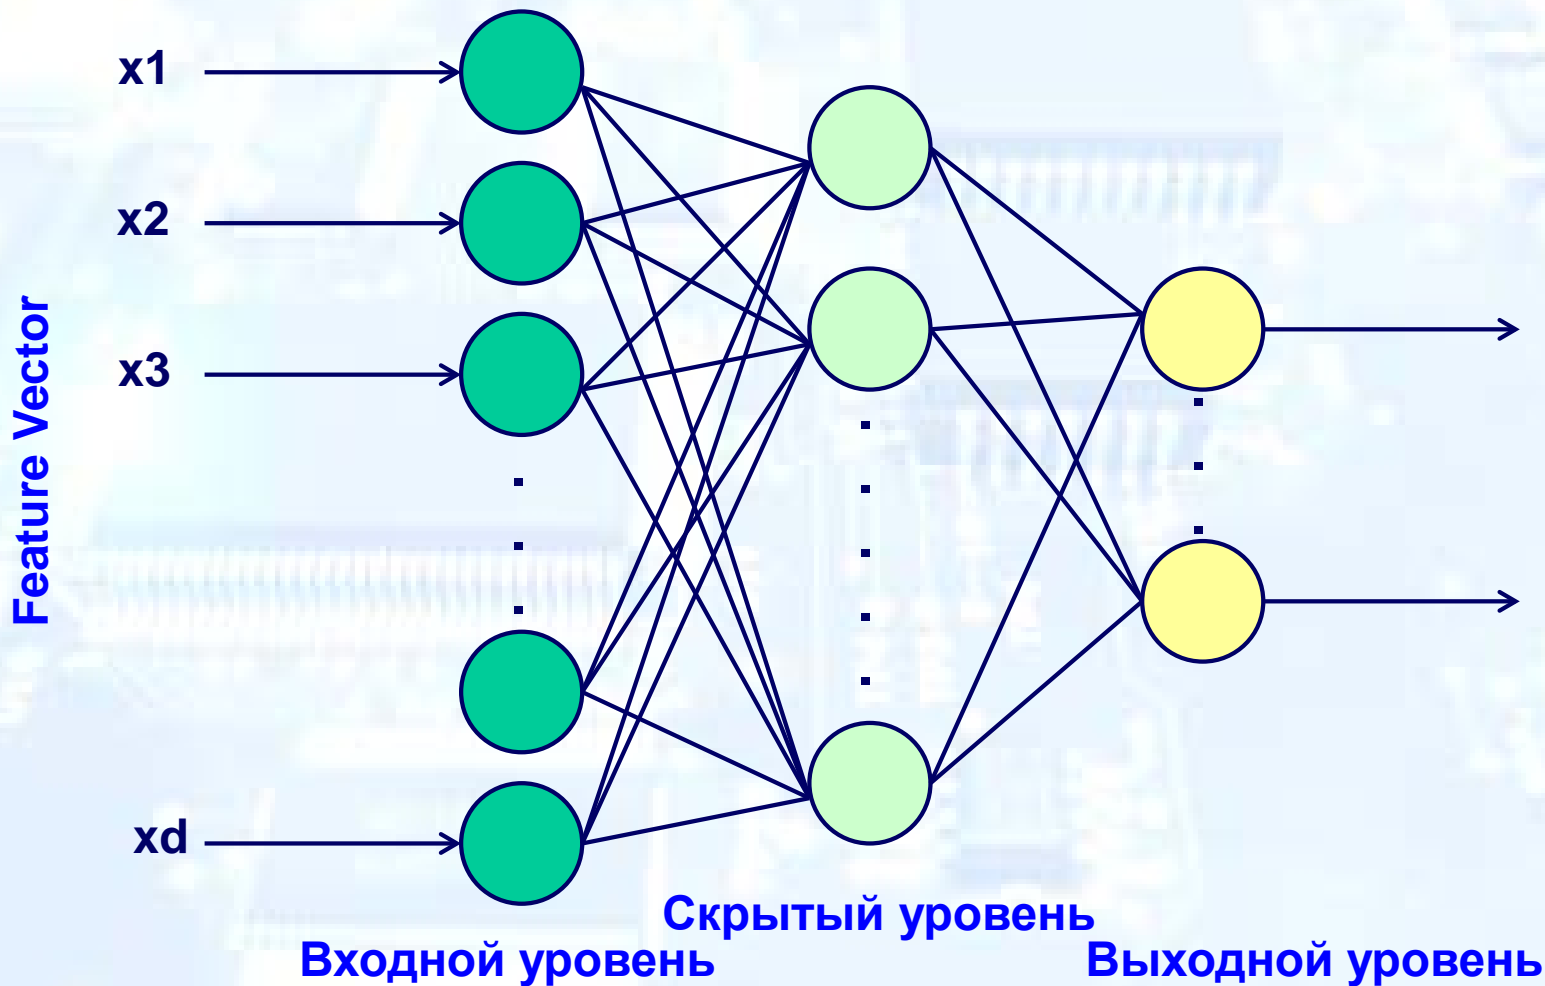 x1
x2
Feature Vector
x3
xd
Скрытый уровень
Входной уровень
Выходной уровень